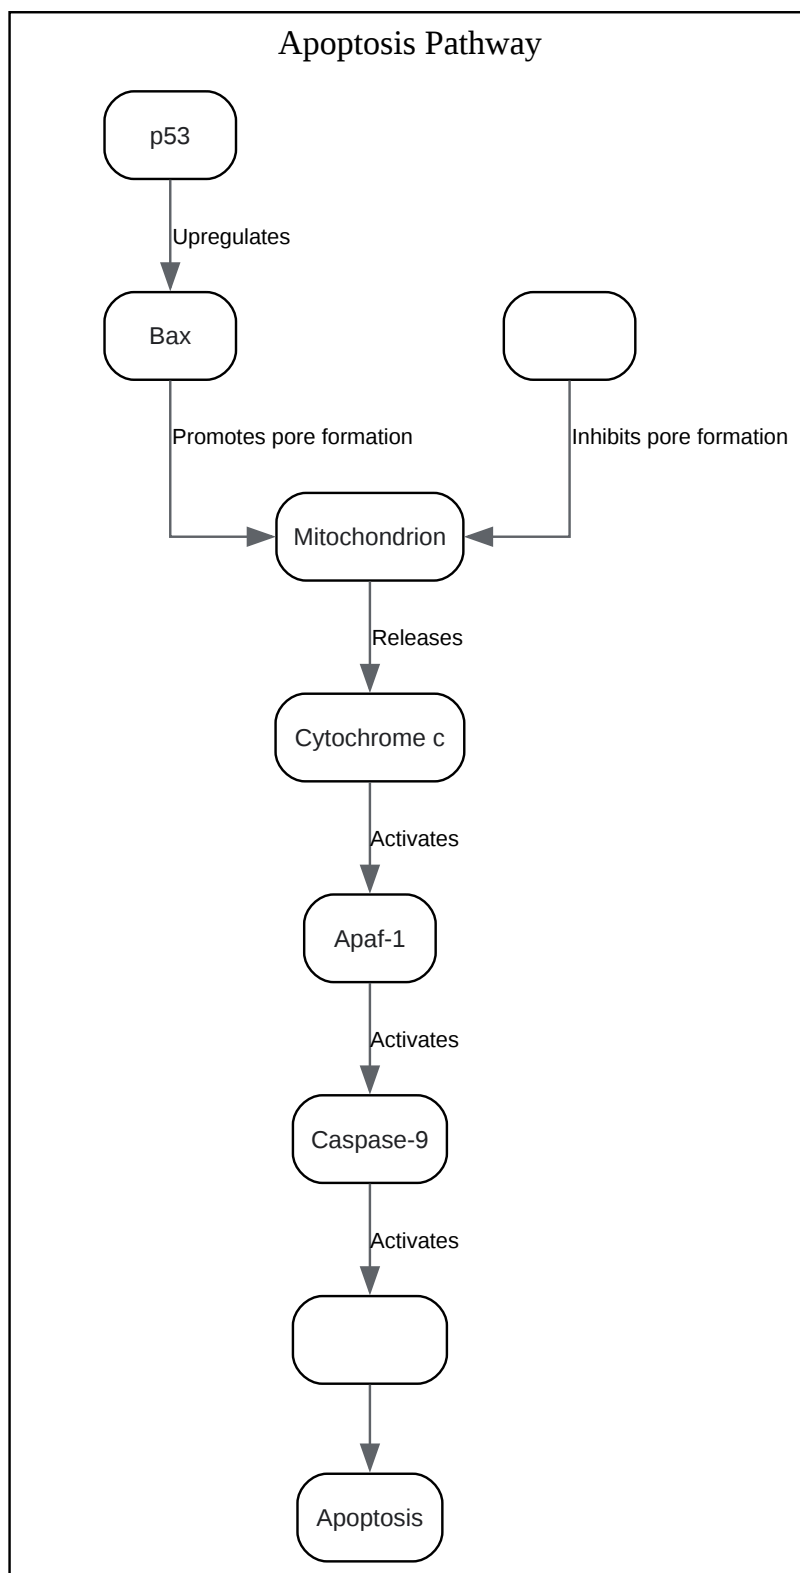 Apoptosis Pathway
p53
Upregulates
Bax
Promotes pore formation
Inhibits pore formation
Mitochondrion
Releases
Cytochrome c
Activates
Apaf-1
Activates
Caspase-9
Activates
Apoptosis